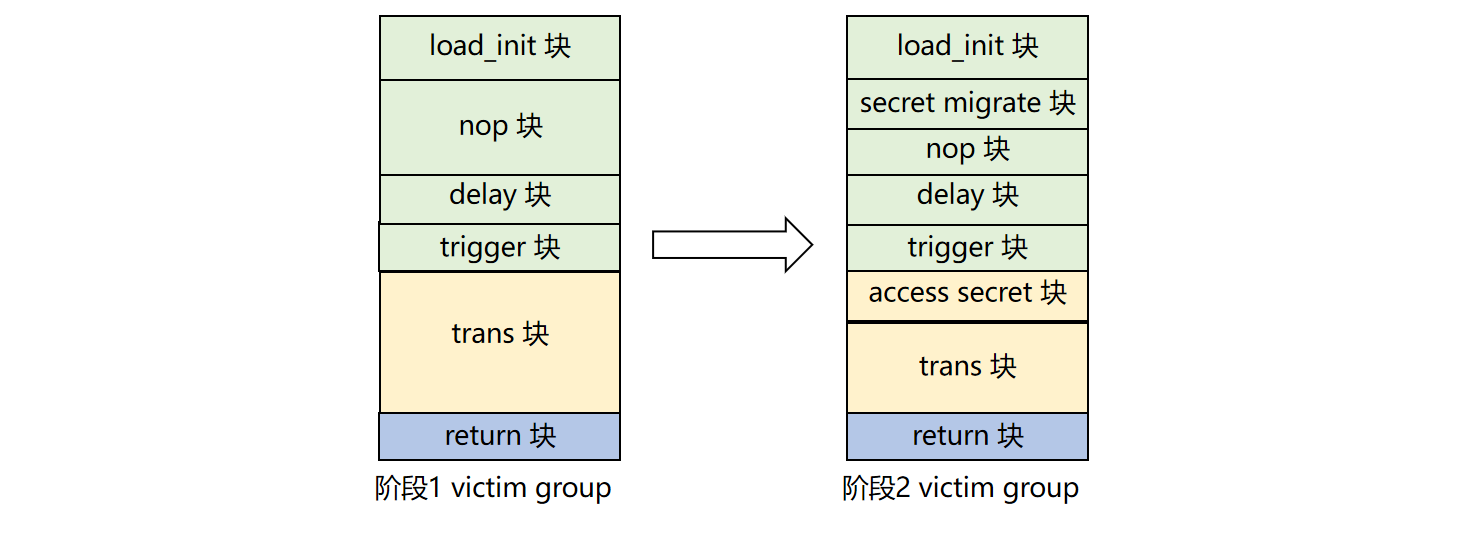 load_init 块
nop 块
delay 块
trigger 块
trans 块
return 块
阶段1 victim group
load_init 块
secret migrate 块
nop 块
delay 块
trigger 块
access secret 块
trans 块
return 块
阶段2 victim group